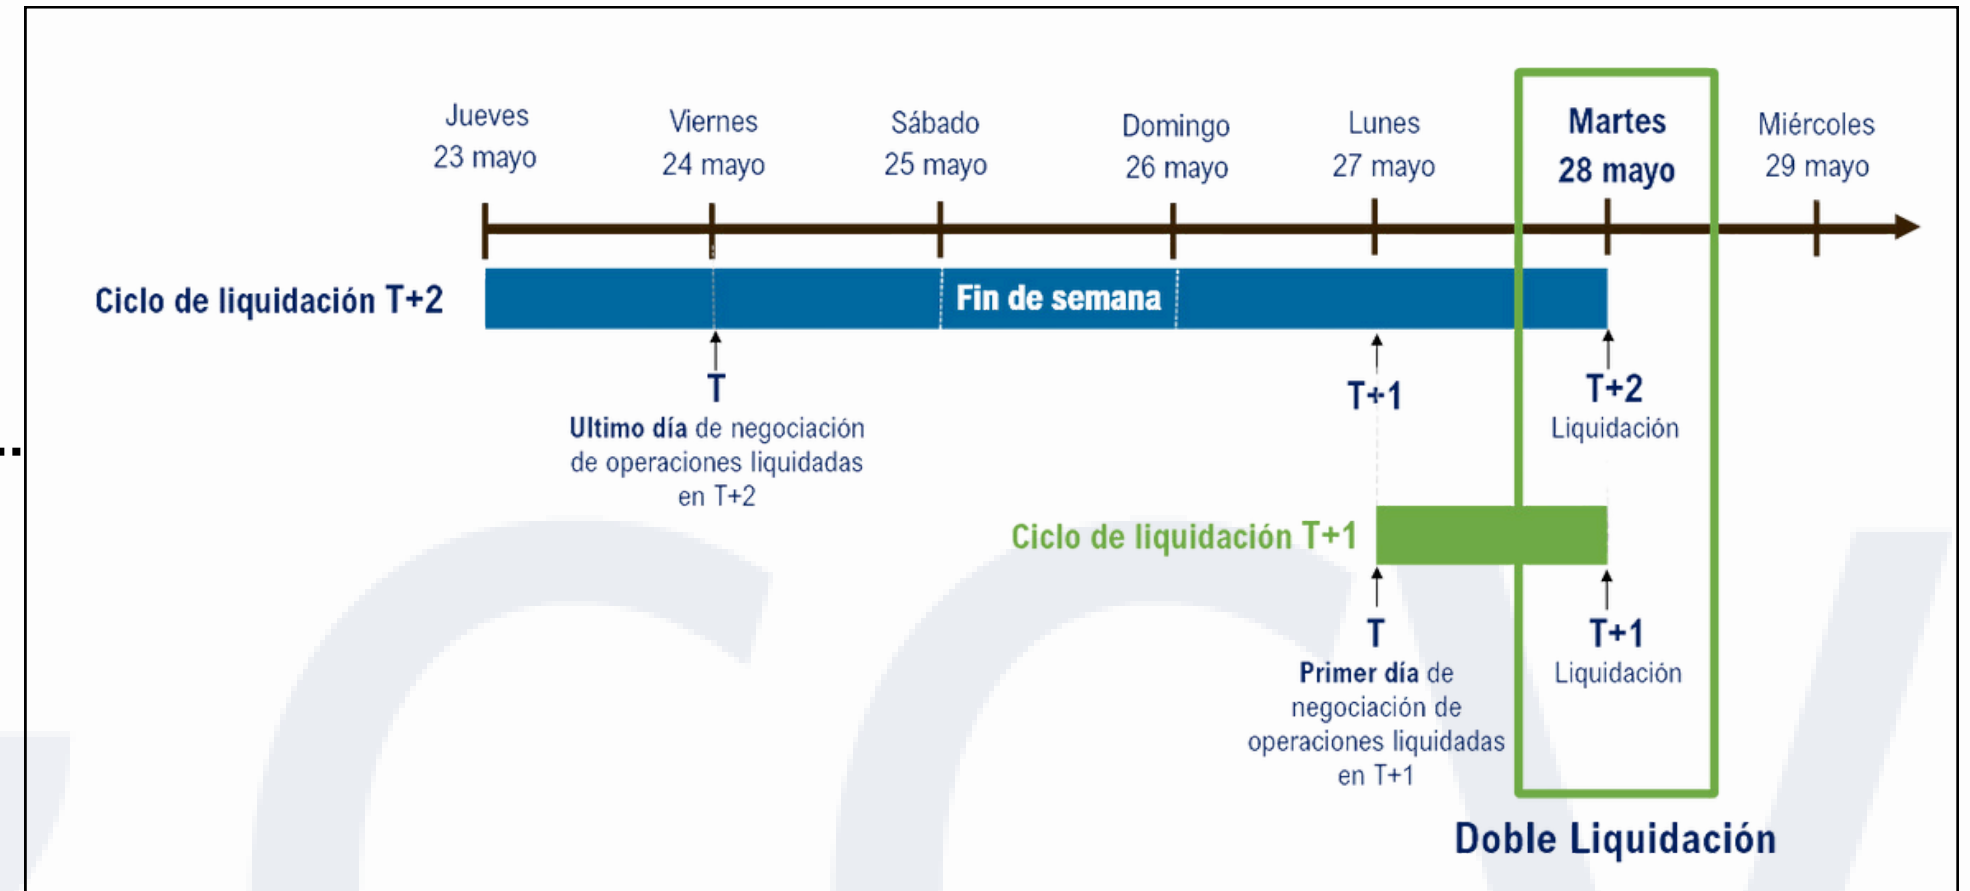 Jueves
23 mayo
Viernes
24 mayo
Sábado
25 mayo
Domingo
26 mayo
Lunes
27 mayo
Martes
28 mayo
Miércoles
29 mayo
Ciclo de liquidación T+2
Fin de semana
T
Ultimo día de negociación
de operaciones liquidadas
en T+2
T+1
T+2
Liquidación
Ciclo de liquidación T+1
T
Primer día de
negociación de
operaciones liquidadas
en T+1
T+1
Liquidación
Doble Liquidación